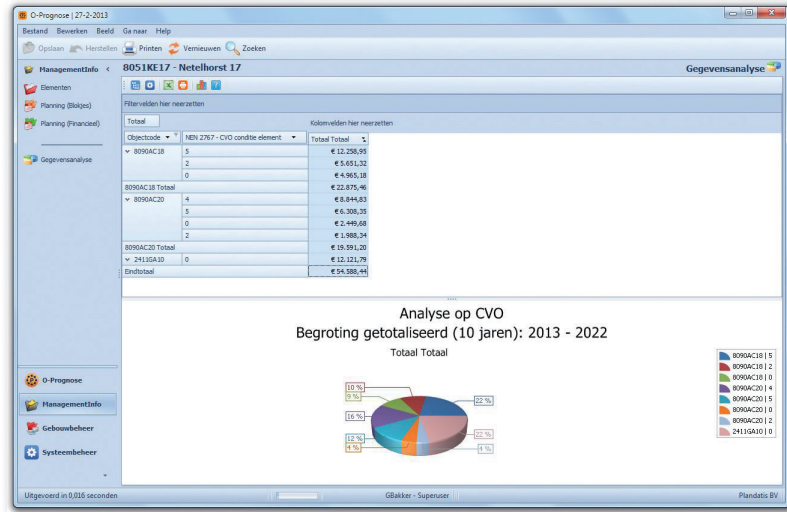 O-Prognose | 27-2-2013
Bestand Bewerken Beeld Ga naar Help
Opslaan Herstellen Printen Vernieuwen Zoeken
ManagementInfo
Elementen
Planning (Blokjes)
Planning (Financieel)
Gegevensanalyse
8051KE17 - Netelhorst 17
Gegevensanalyse
Filtervelden hier neerzetten
Totaal
Kolomvelden hier neerzetten
Objectcode NEN 2767 - CVO conditie element Totaal Totaal
8090AC18 5 € 12.258,95
2 € 5.651,32
0 € 4.965,18
8090AC18 Totaal € 22.875,46
8090AC20 4 € 8.844,83
5 € 6.308,35
0 € 2.449,68
2 € 1.988,34
8090AC20 Totaal € 19.591,20
2411GA10 0 € 12.121,79
Eindtotaal € 54.588,44
Analyse op CVO
Begroting getotaliseerd (10 jaren): 2013 - 2022
Totaal Totaal
10 %
9 %
22 %
16 %
12 %
22 %
4 %
4 %
8090AC18 | 5
8090AC18 | 2
8090AC18 | 0
8090AC20 | 4
8090AC20 | 5
8090AC20 | 0
8090AC20 | 2
2411GA10 | 0
O-Prognose
ManagementInfo
Gebouwbeheer
Systeembeheer
Uitgevoerd in 0,016 seconden
GBakker - Superuser
Plandatis BV